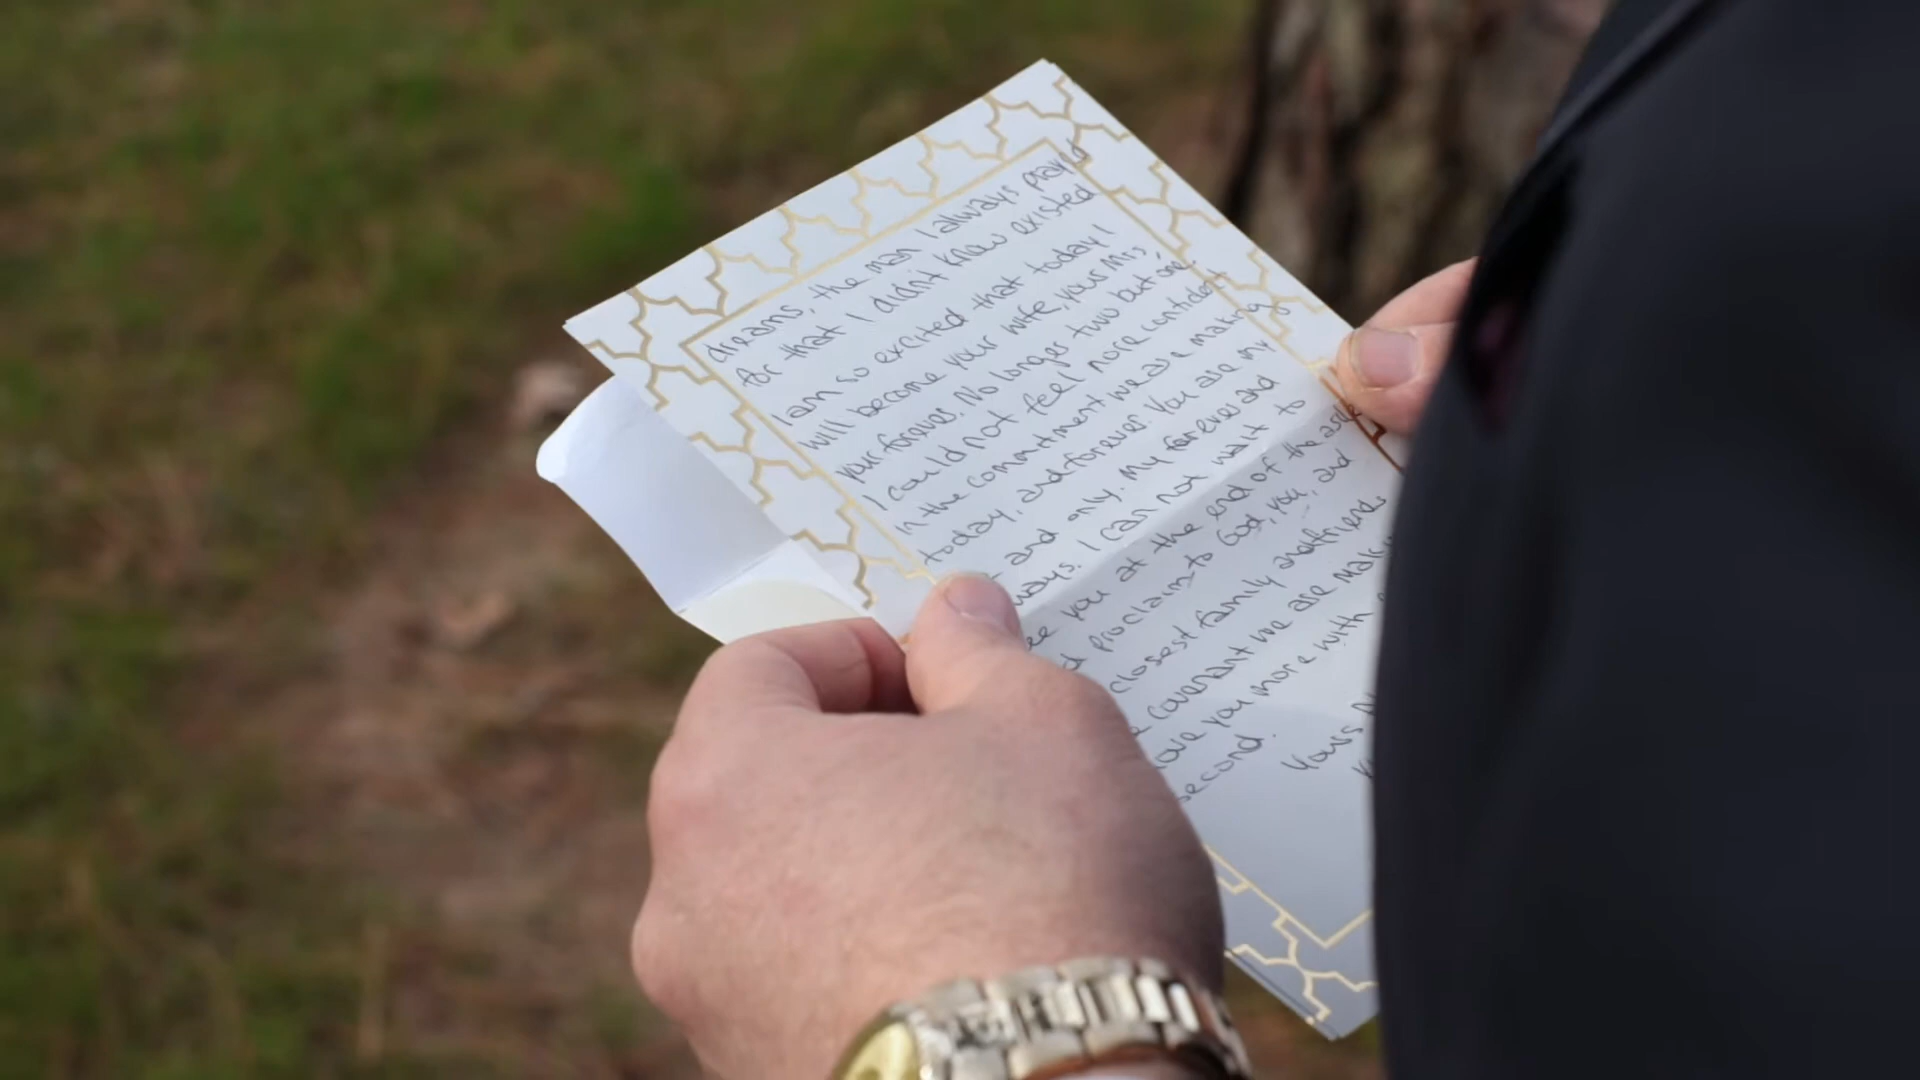 dreams, the man I always prayed
for that I didn't know existed
I am so excited that today I
will become your wife, your Mrs,
your forever. No longer two but one.
I could not feel more confident
in the commitment we are making
today, and forever. You are my
and only. My forever and
ways. I can not wait to
you at the end of the aisle
proclaim to God, you, and
closest family and friends
covenant we are
love you more with
second.
Yours